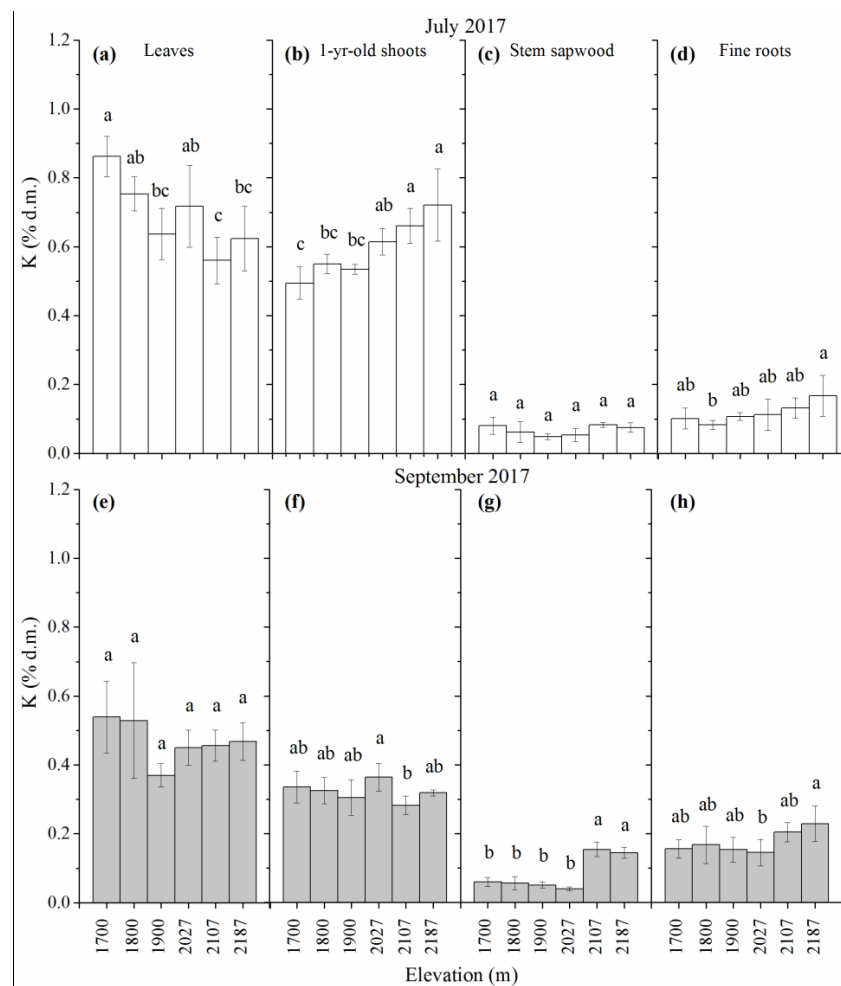 July 2017
(a) Leaves (b) 1-yr-old shoots (c) Stem sapwood (d) Fine roots
1.2
1.0
0.8
0.6
0.4
0.2
0.0
K (% d.m.)
a ab bc ab c bc
c bc bc ab a a
a a a a a a
ab b ab ab ab a
September 2017
(e) (f) (g) (h)
1.2
1.0
0.8
0.6
0.4
0.2
0.0
K (% d.m.)
a a a a a a
ab ab ab a b ab
b b b b a a
ab ab ab b ab a
1700 1800 1900 2027 2107 2187 1700 1800 1900 2027 2107 2187 1700 1800 1900 2027 2107 2187 1700 1800 1900 2027 2107 2187
Elevation (m)